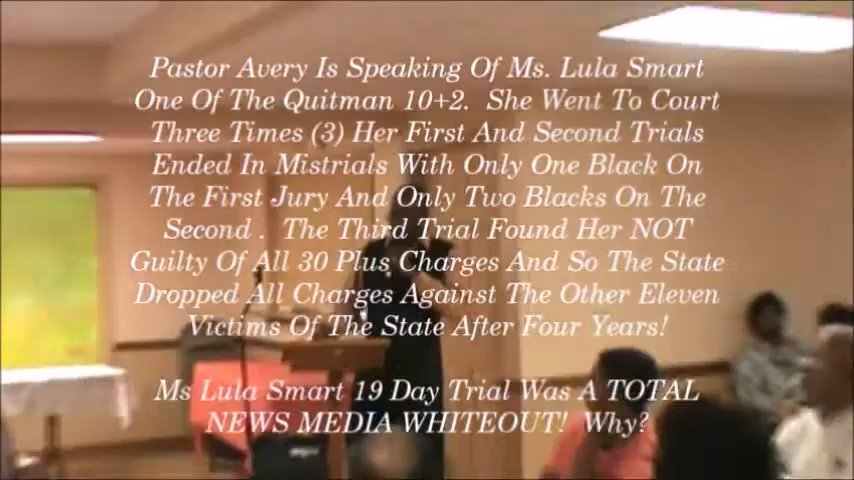 Pastor Avery Is Speaking Of Ms. Lula Smart
One Of The Quitman 10+2. She Went To Court
Three Times (3) Her First And Second Trials
Ended In Mistrials With Only One Black On
The First Jury And Only Two Blacks On The
Second . The Third Trial Found Her NOT
Guilty Of All 30 Plus Charges And So The State
Dropped All Charges Against The Other Eleven
Victims Of The State After Four Years!
Ms Lula Smart 19 Day Trial Was A TOTAL
NEWS MEDIA WHITEOUT! Why?